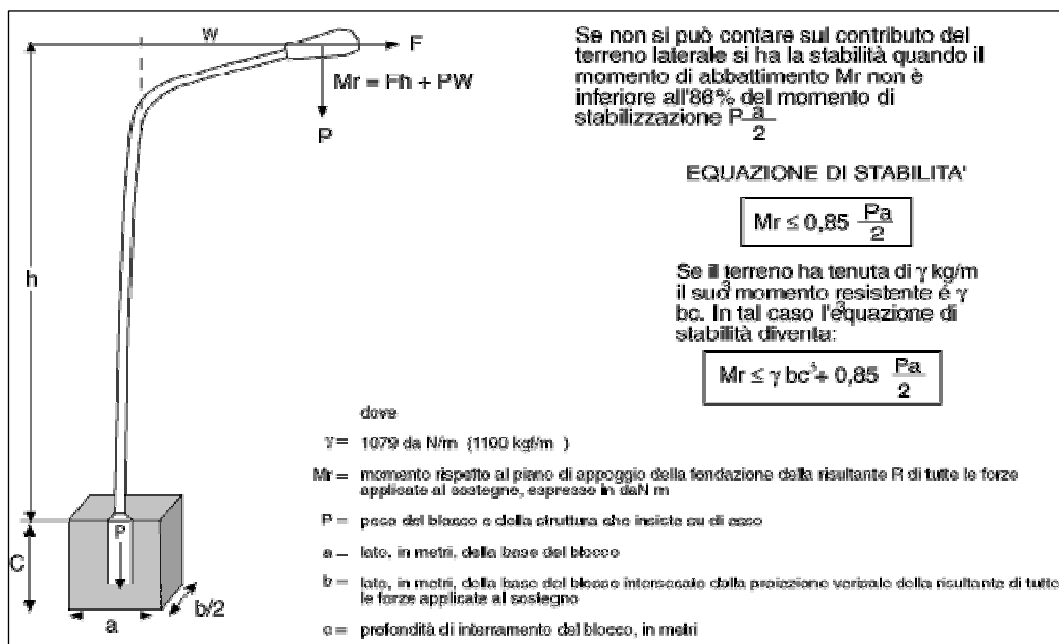 W
F
Mr = Fh + PW
P
h
P
C
a
b/2
Se non si può contare sul contributo del
terreno laterale si ha la stabilità quando il
momento di abbattimento Mr non è
inferiore all'86% del momento di
stabilizzazione P a/2
EQUAZIONE DI STABILITA'
Mr ≤ 0,85 Pa/2
Se il terreno ha tenuta di γ kg/m
il suo3 momento resistente é γ
bc. In tal caso l'e3quazione di
stabilità diventa:
Mr ≤ γ bc³+ 0,85 Pa/2
dove
γ = 1079 da N/m (1100 kgf/m )
Mr = momento rispetto al piano di appoggio della fondazione della risultante R di tutte le forze
applicate al sostegno, espresso in daN m
P = peso del blocco e della struttura che insiste su di esso
a = lato, in metri, della base del blocco
b = lato, in metri, della base del blocco intersecato dalla proiezione verticale della risultante di tutte
le forze applicate al sostegno
c = profondità di interramento del blocco, in metri